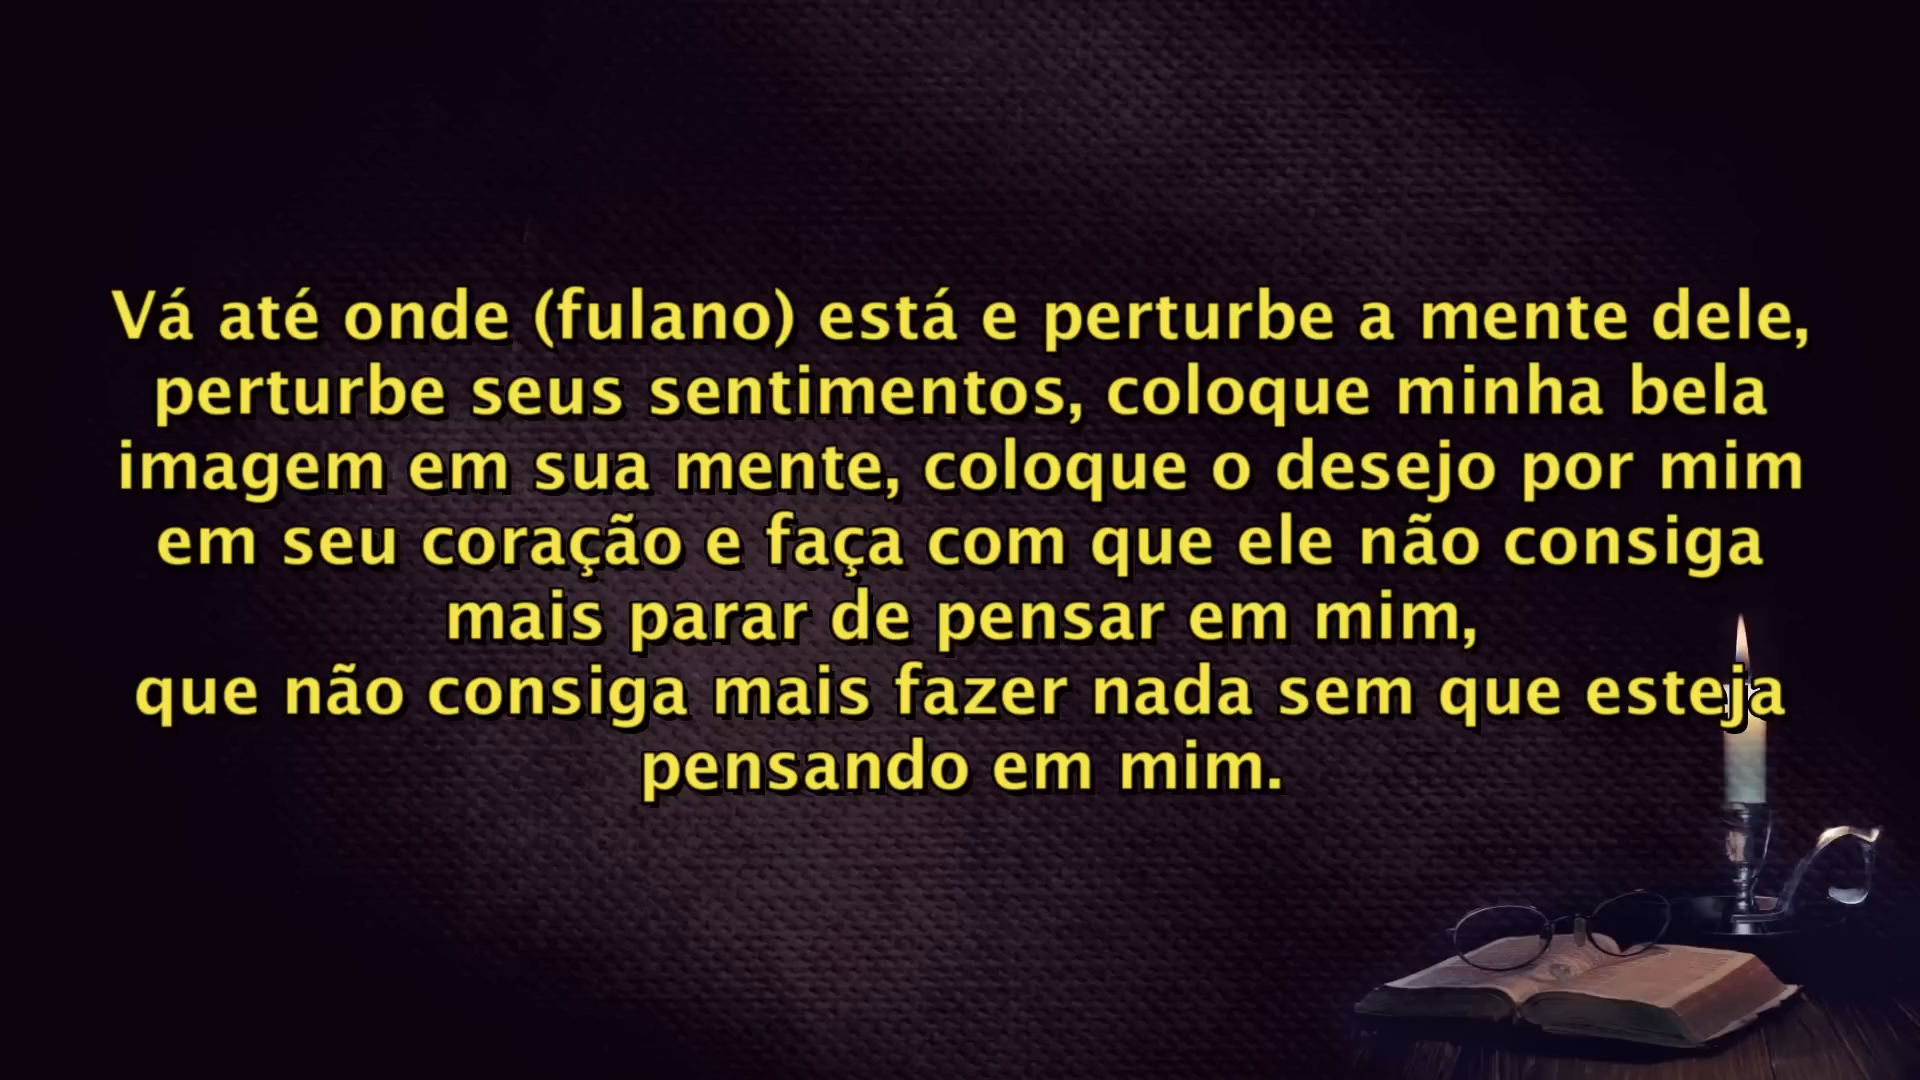 Vá até onde (fulano) está e perturbe a mente dele,
perturbe seus sentimentos, coloque minha bela
imagem em sua mente, coloque o desejo por mim
em seu coração e faça com que ele não consiga
mais parar de pensar em mim,
que não consiga mais fazer nada sem que esteja
pensando em mim.